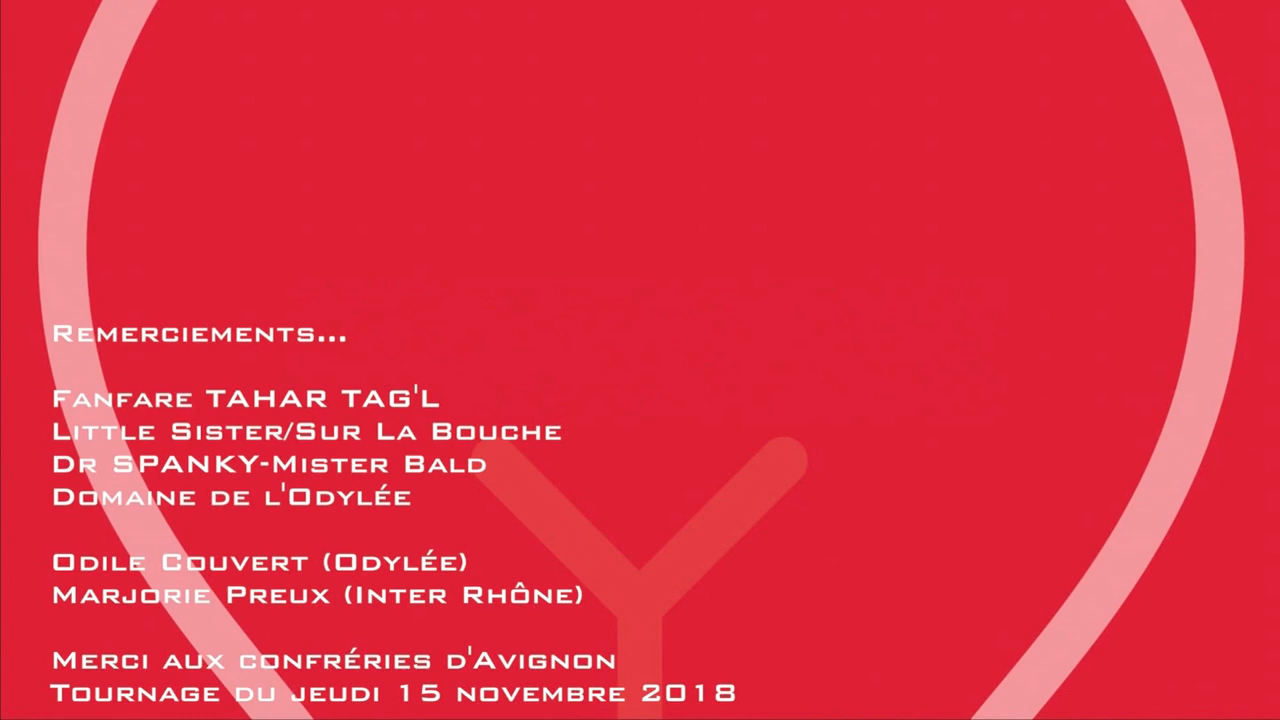 Remerciements...
Fanfare TAHAR TAG'L
Little Sister/Sur La Bouche
Dr SPANKY-Mister Bald
Domaine de l'Odylée
Odile Couvert (Odylée)
Marjorie Preux (Inter Rhône)
Merci aux confréries d'Avignon
Tournage du jeudi 15 novembre 2018